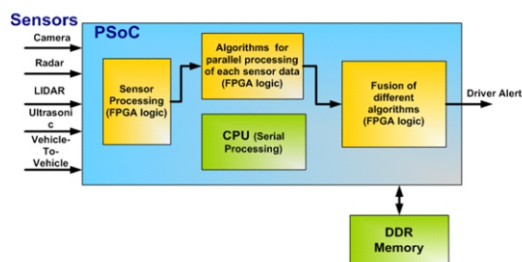 Sensors
Camera
Radar
LIDAR
Ultrasoni
c
Vehicle-
To-
Vehicle
PSoC
Sensor
Processing
(FPGA logic)
Algorithms for
parallel processing
of each sensor data
(FPGA logic)
CPU (Serial
Processing)
Fusion of
different
algorithms
(FPGA logic)
Driver Alert
DDR
Memory